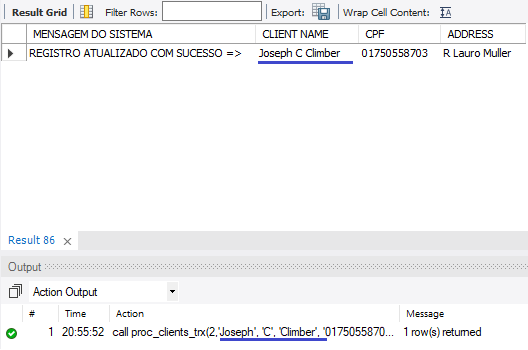 Result Grid Filter Rows: Export: Wrap Cell Content:
MENSAGEM DO SISTEMA CLIENT NAME CPF ADDRESS
REGISTRO ATUALIZADO COM SUCESSO => Joseph C Climber 01750558703 R Lauro Muller
Result 86
Output
Action Output
# Time Action Message
1 20:55:52 call proc_clients_trx(2,'Joseph', 'C', 'Climber', '0175055870... 1 row(s) returned